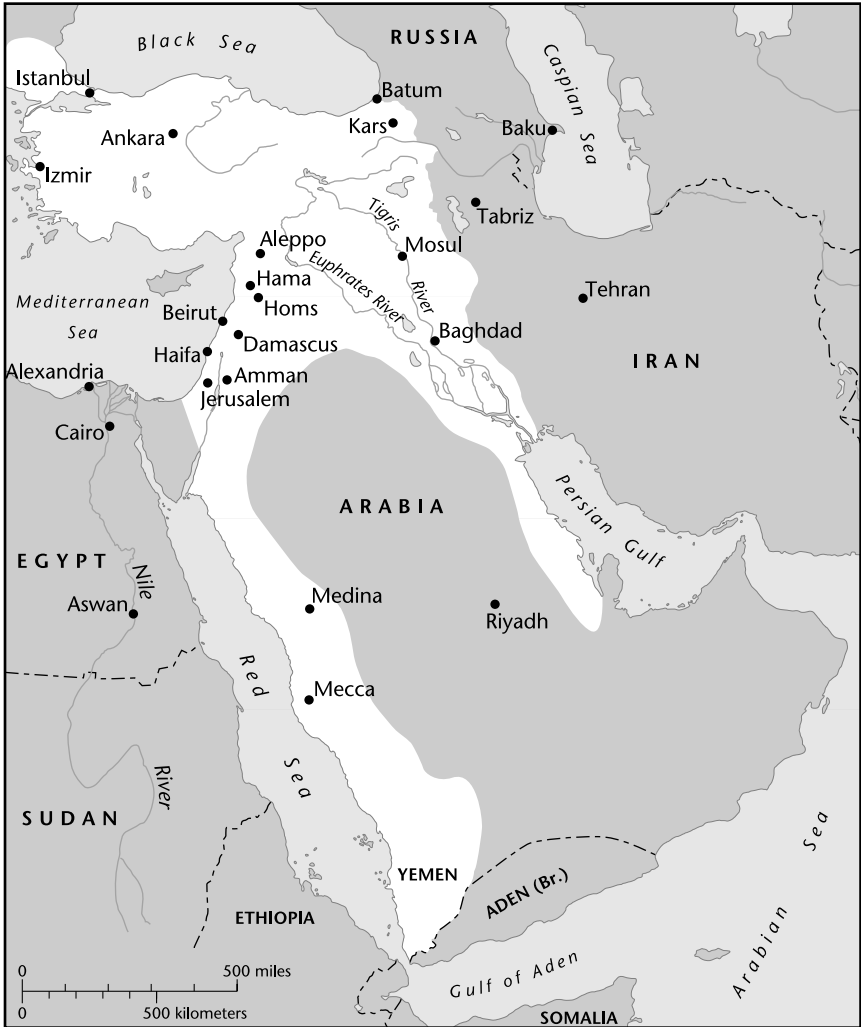 Black Sea
RUSSIA
Caspian Sea
Istanbul
Batum
Ankara
Kars
Baku
Izmir
Tigris
Tabriz
Aleppo
Mosul
Euphrates River
River
Hama
Mediterranean
Sea
Homs
Tehran
Beirut
Baghdad
Damascus
Haifa
IRAN
Alexandria
Amman
Jerusalem
Cairo
ARABIA
Persian Gulf
EGYPT
Nile
Aswan
Medina
Riyadh
Red
Mecca
Sea
River
SUDAN
Sea
YEMEN
ADEN (Br.)
ETHIOPIA
Arabian
0 500 miles
Gulf of Aden
0 500 kilometers
SOMALIA